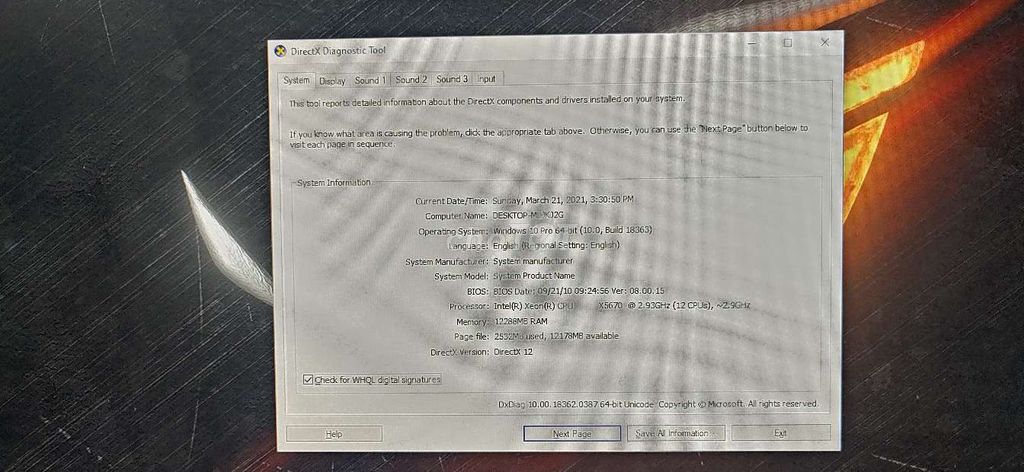 DirectX Diagnostic Tool
System Display Sound 1 Sound 2 Sound 3 Input
This tool reports detailed information about the DirectX components and drivers installed on your system.
If you know what area is causing the problem, click the appropriate tab above. Otherwise, you can use the "Next Page" button below to
visit each page in sequence.
System Information
Current Date/Time: Sunday, March 21, 2021, 3:30:50 PM
Computer Name:
Operating System: Windows 10 Pro 64-bit (10.0, Build 18363)
Language: English (Regional Setting: English)
System Manufacturer: System manufacturer
System Model: System Product Name
BIOS: BIOS Date: 09/21/10 09:24:56 Ver: 08.00.15
Processor: Intel(R) Xeon(R) CPU X5670 @ 2.93GHz (12 CPUs), ~2.9GHz
Memory: 12288MB RAM
Page file: 2532MB used, 12178MB available
DirectX Version: DirectX 12
Check for WHQL digital signatures
DxDiag 10.00.18362.0387 64-bit Unicode Copyright © Microsoft. All rights reserved.
Help Next Page Save All Information... Exit